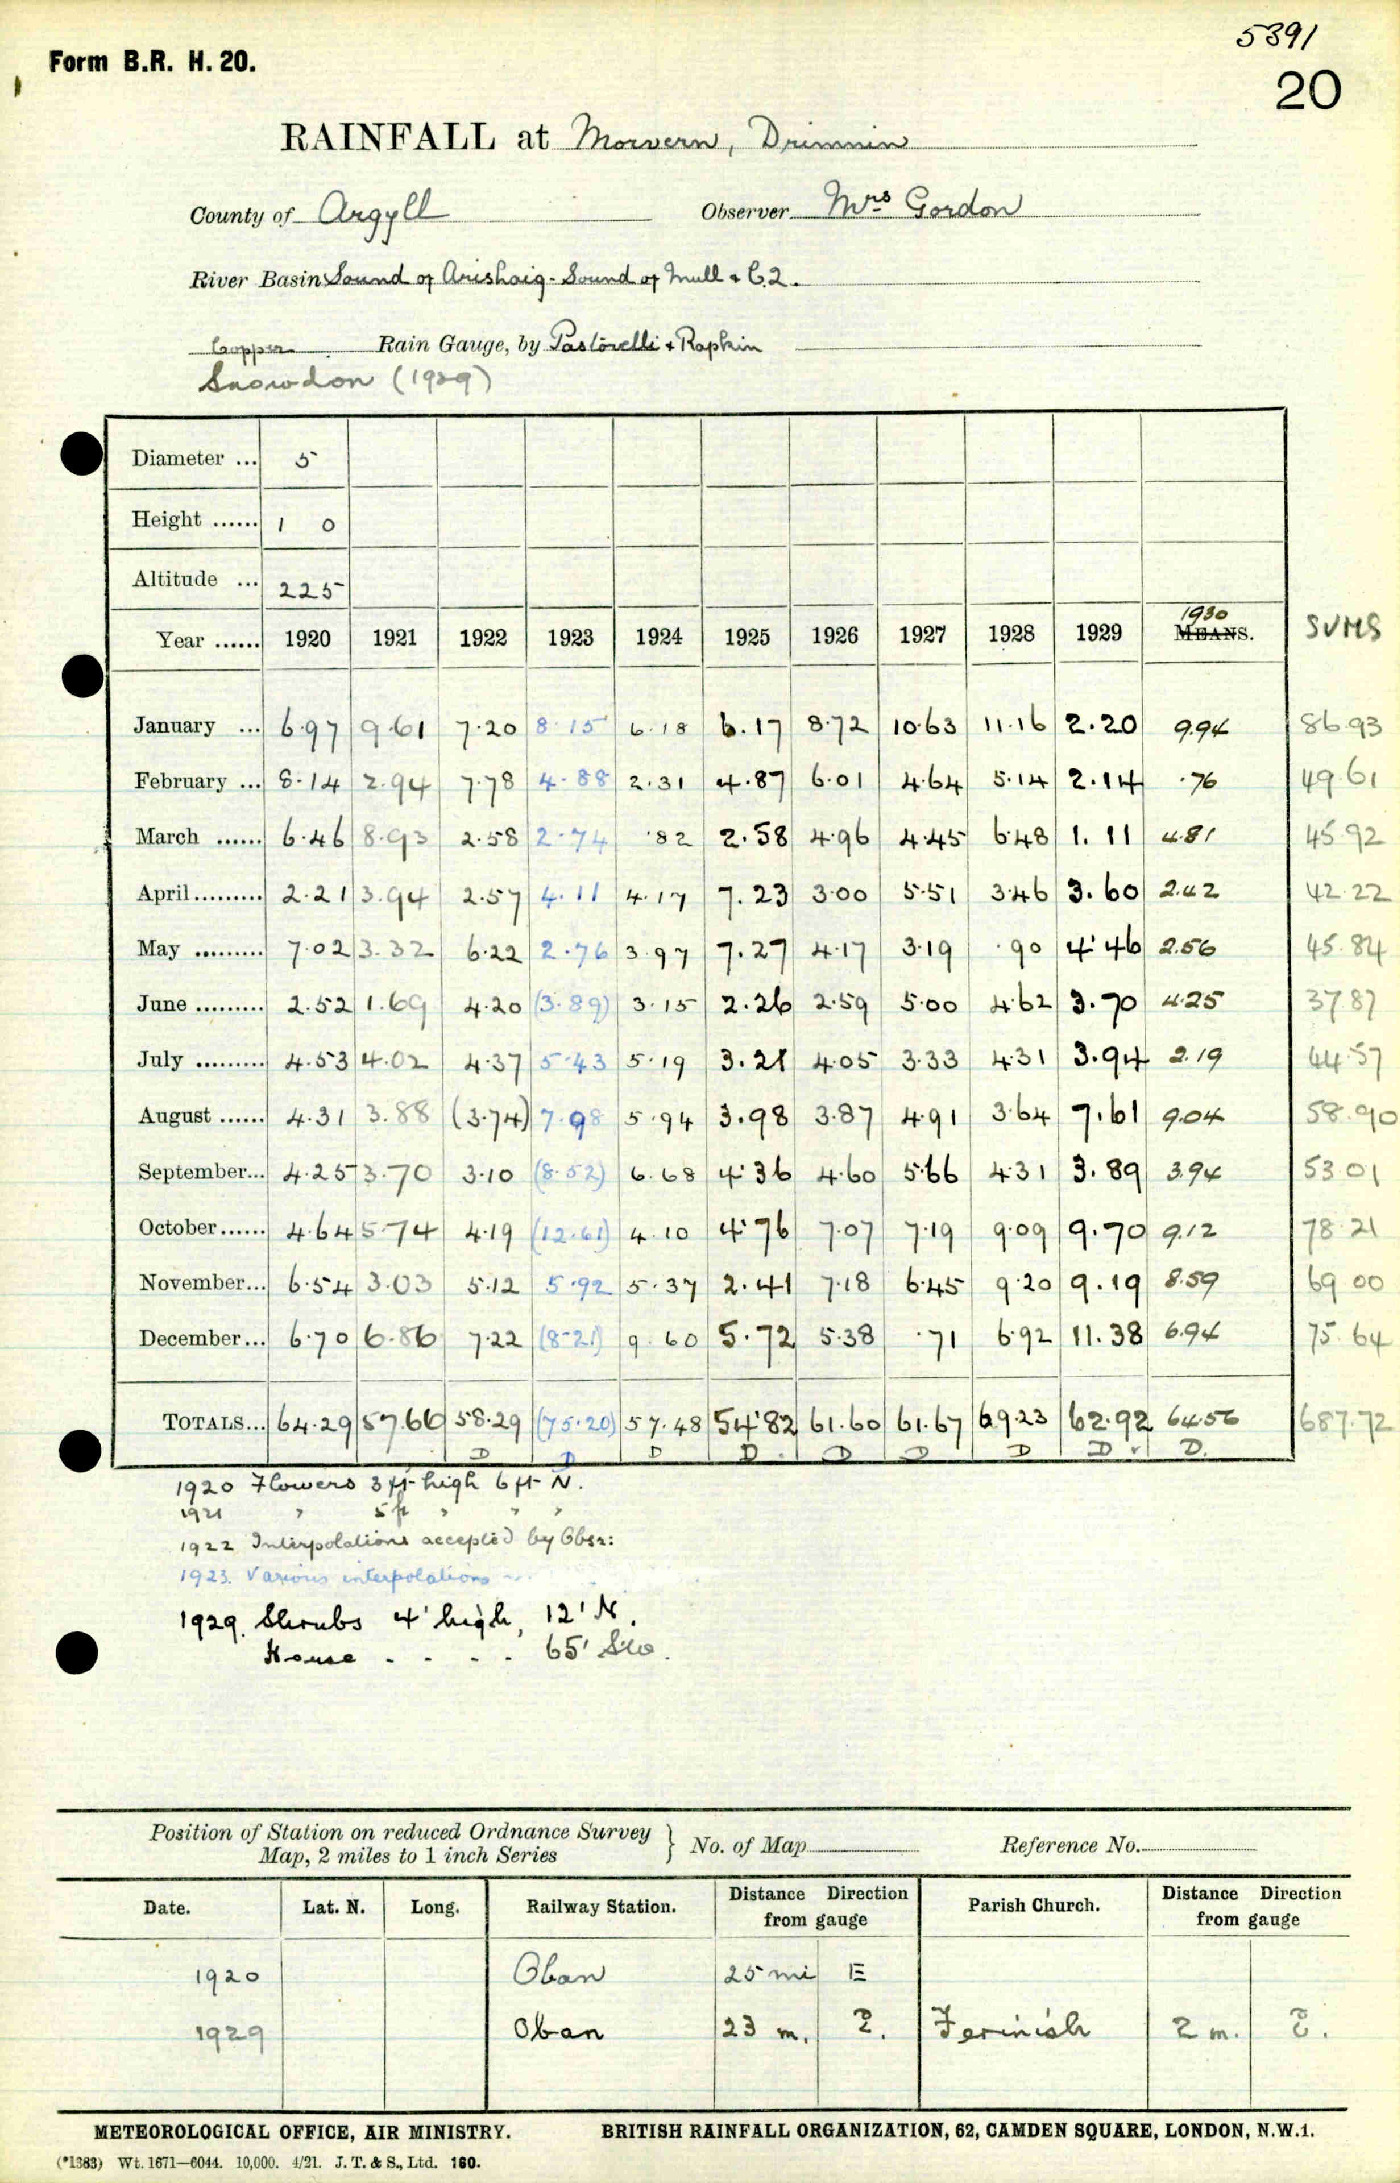 5391
Form B.R. H. 20.
20
RAINFALL at Morvern, Drimnin
County of Argyll Observer Mrs Gordon
River Basin Sound of Arishaig - Sound of Mull + C.2.
Copper Rain Gauge, by Pastorelli + Rapkin
Snowdon (1929)
Diameter ... 5
Height ...... 1 0
Altitude ... 225
Year ...... 1920 1921 1922 1923 1924 1925 1926 1927 1928 1929 1930 MEANS. SUMS
January ... 6.97 9.61 7.20 8.15 6.18 6.17 8.72 10.63 11.16 2.20 9.94 86.93
February ... 8.14 2.94 7.78 4.88 2.31 4.87 6.01 4.64 5.14 2.14 .76 49.61
March ...... 6.46 8.93 2.58 2.74 .82 2.58 4.96 4.45 6.48 1.11 4.81 45.92
April ......... 2.21 3.94 2.57 4.11 4.17 7.23 3.00 5.51 3.46 3.60 2.42 42.22
May ......... 7.02 3.32 6.22 2.76 3.97 7.27 4.17 3.19 .90 4.46 2.56 45.84
June ......... 2.52 1.69 4.20 (3.89) 3.15 2.26 2.59 5.00 4.62 3.70 4.25 37.87
July ......... 4.53 4.02 4.37 5.43 5.19 3.21 4.05 3.33 4.31 3.94 2.19 44.57
August ...... 4.31 3.88 (3.74) 7.98 5.94 3.98 3.87 4.91 3.64 7.61 9.04 58.90
September... 4.25 3.70 3.10 (8.52) 6.68 4.36 4.60 5.66 4.31 3.89 3.94 53.01
October...... 4.64 5.74 4.19 (12.61) 4.10 4.76 7.07 7.19 9.09 9.70 9.12 78.21
November... 6.54 3.03 5.12 5.92 5.37 2.41 7.18 6.45 9.20 9.19 8.59 69.00
December... 6.70 6.86 7.22 (8.21) 9.60 5.72 5.38 .71 6.92 11.38 6.94 75.64
TOTALS... 64.29 57.66 58.29 (75.20) 57.48 54.82 61.60 61.67 69.23 62.92 64.56 687.72
D D D D D D D D D.
1920 Flowers 3 ft high 6 ft N.
1921 " 5 ft " " "
1922 Interpolations accepted by Obsr:
1923. Various interpolations
1929. Shrubs 4' high, 12' N.
House - - - - 65' SW.
Position of Station on reduced Ordnance Survey
Map, 2 miles to 1 inch Series } No. of Map Reference No.
Date. Lat. N. Long. Railway Station. Distance Direction from gauge Parish Church. Distance Direction from gauge
1920 Oban 25 mi E
1929 Oban 23 m. E. Ferinish 2 m. E.
METEOROLOGICAL OFFICE, AIR MINISTRY. BRITISH RAINFALL ORGANIZATION, 62, CAMDEN SQUARE, LONDON, N.W.1.
(*1383) Wt. 1671—6044. 10,000. 4/21. J. T. & S., Ltd. 160.